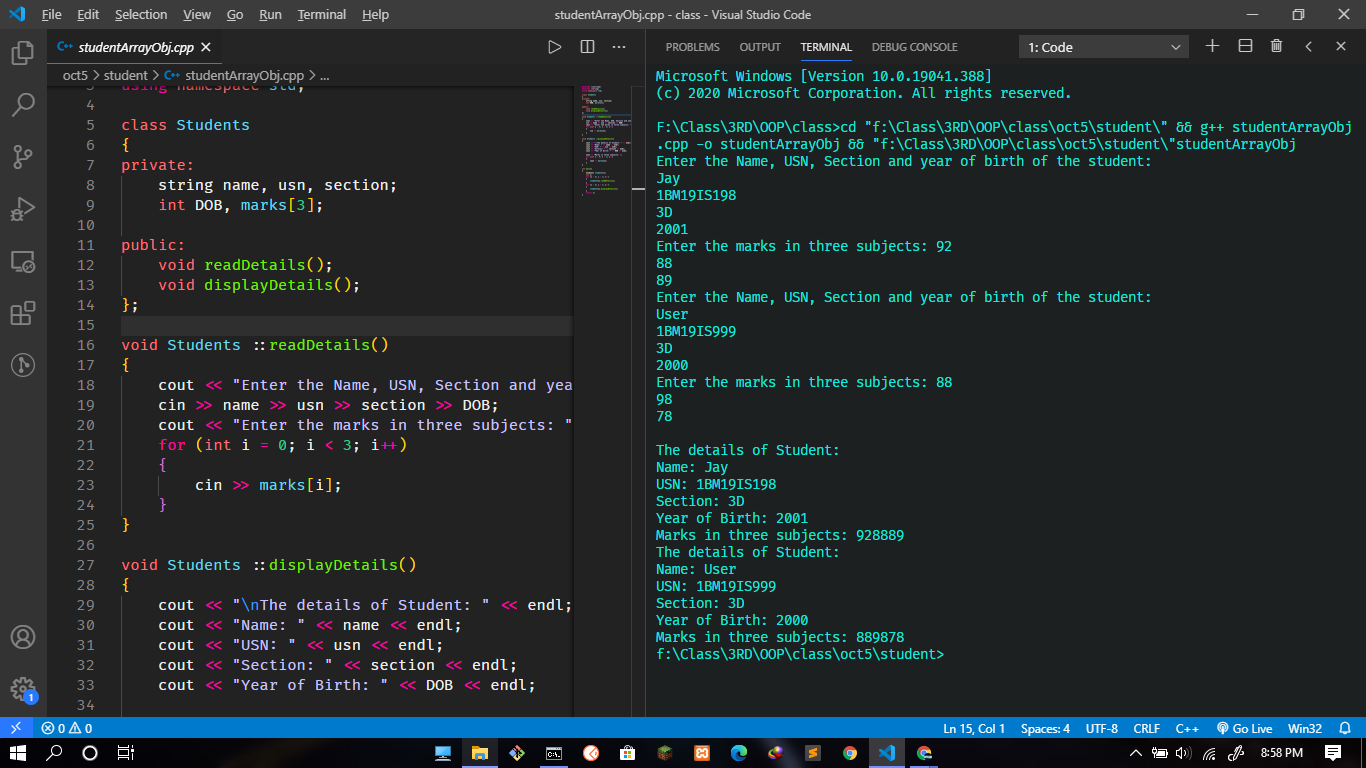 File Edit Selection View Go Run Terminal Help studentArrayObj.cpp - class - Visual Studio Code
studentArrayObj.cpp
oct5 > student > studentArrayObj.cpp > ...
3 using namespace std;
4
5 class Students
6 {
7 private:
8 string name, usn, section;
9 int DOB, marks[3];
10
11 public:
12 void readDetails();
13 void displayDetails();
14 };
15
16 void Students ::readDetails()
17 {
18 cout << "Enter the Name, USN, Section and yea
19 cin >> name >> usn >> section >> DOB;
20 cout << "Enter the marks in three subjects: "
21 for (int i = 0; i < 3; i++)
22 {
23 cin >> marks[i];
24 }
25 }
26
27 void Students ::displayDetails()
28 {
29 cout << "\nThe details of Student: " << endl;
30 cout << "Name: " << name << endl;
31 cout << "USN: " << usn << endl;
32 cout << "Section: " << section << endl;
33 cout << "Year of Birth: " << DOB << endl;
34
PROBLEMS OUTPUT TERMINAL DEBUG CONSOLE 1: Code
Microsoft Windows [Version 10.0.19041.388]
(c) 2020 Microsoft Corporation. All rights reserved.
F:\Class\3RD\OOP\class>cd "f:\Class\3RD\OOP\class\oct5\student\" && g++ studentArrayObj
.cpp -o studentArrayObj && "f:\Class\3RD\OOP\class\oct5\student\"studentArrayObj
Enter the Name, USN, Section and year of birth of the student:
Jay
1BM19IS198
3D
2001
Enter the marks in three subjects: 92
88
89
Enter the Name, USN, Section and year of birth of the student:
User
1BM19IS999
3D
2000
Enter the marks in three subjects: 88
98
78
The details of Student:
Name: Jay
USN: 1BM19IS198
Section: 3D
Year of Birth: 2001
Marks in three subjects: 928889
The details of Student:
Name: User
USN: 1BM19IS999
Section: 3D
Year of Birth: 2000
Marks in three subjects: 889878
f:\Class\3RD\OOP\class\oct5\student>
1
0 0 Ln 15, Col 1 Spaces: 4 UTF-8 CRLF C++ Go Live Win32
8:58 PM